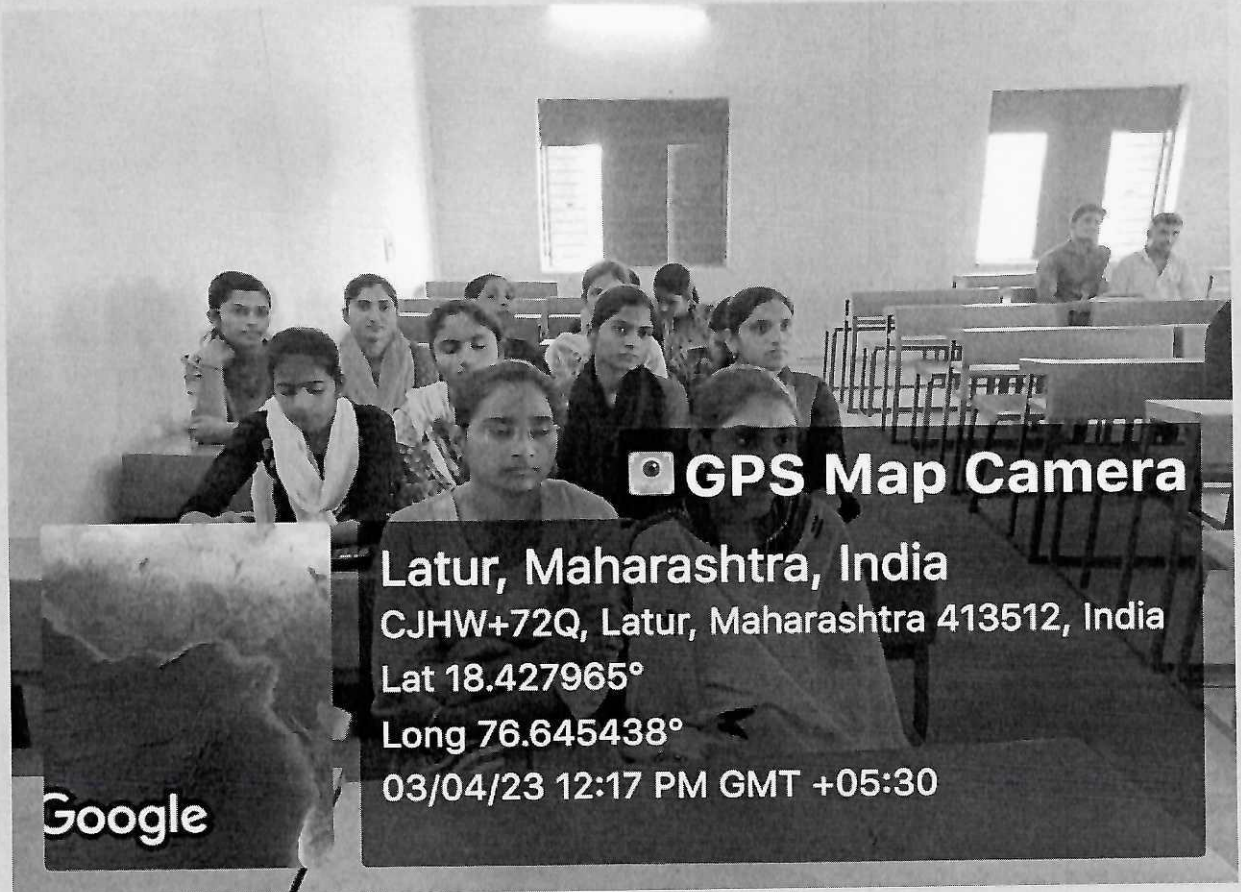 GPS Map Camera
Latur, Maharashtra, India
CJHW+72Q, Latur, Maharashtra 413512, India
Lat 18.427965°
Long 76.645438°
03/04/23 12:17 PM GMT +05:30
Google